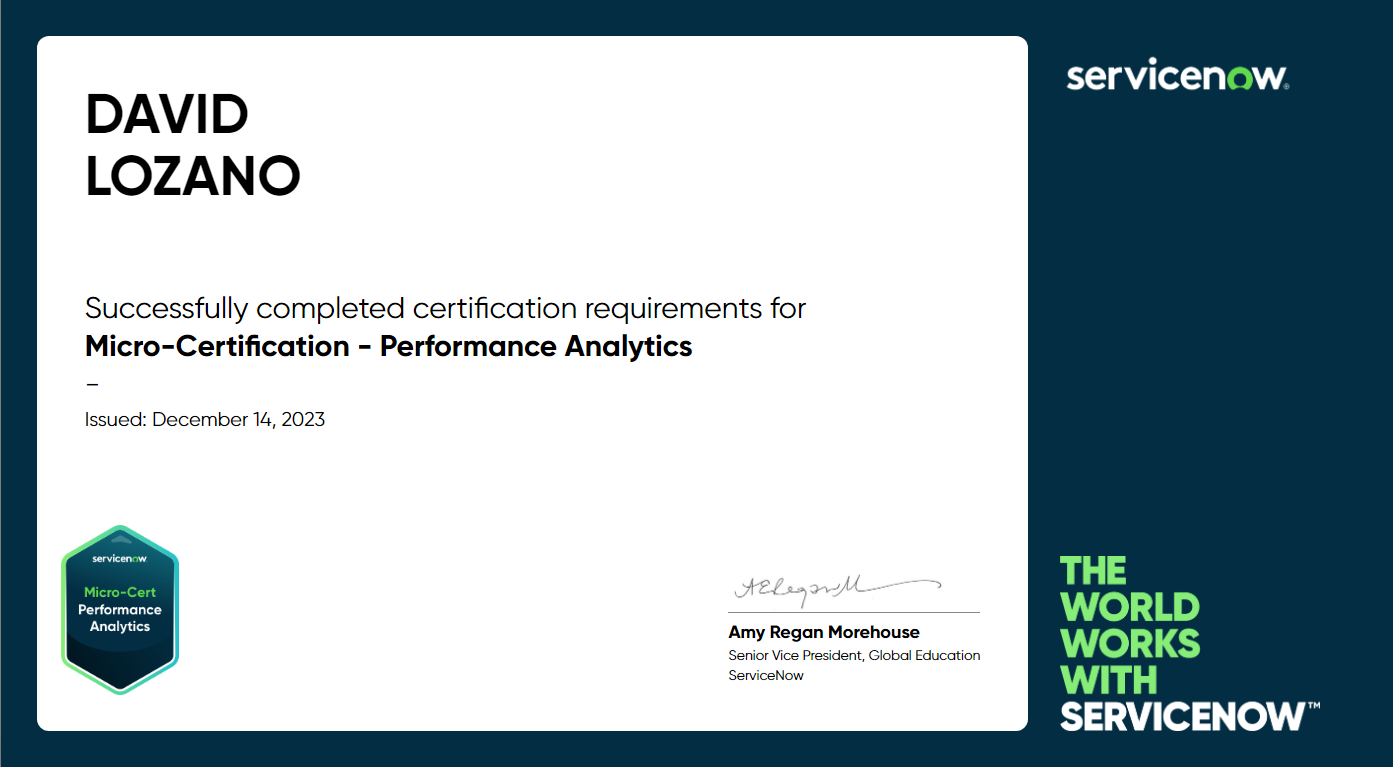 DAVID
LOZANO
Successfully completed certification requirements for
Micro-Certification - Performance Analytics
–
Issued: December 14, 2023
servicenow
Micro-Cert
Performance
Analytics
Amy Regan Morehouse
Senior Vice President, Global Education
ServiceNow
servicenow®
THE
WORLD
WORKS
WITH
SERVICENOW™